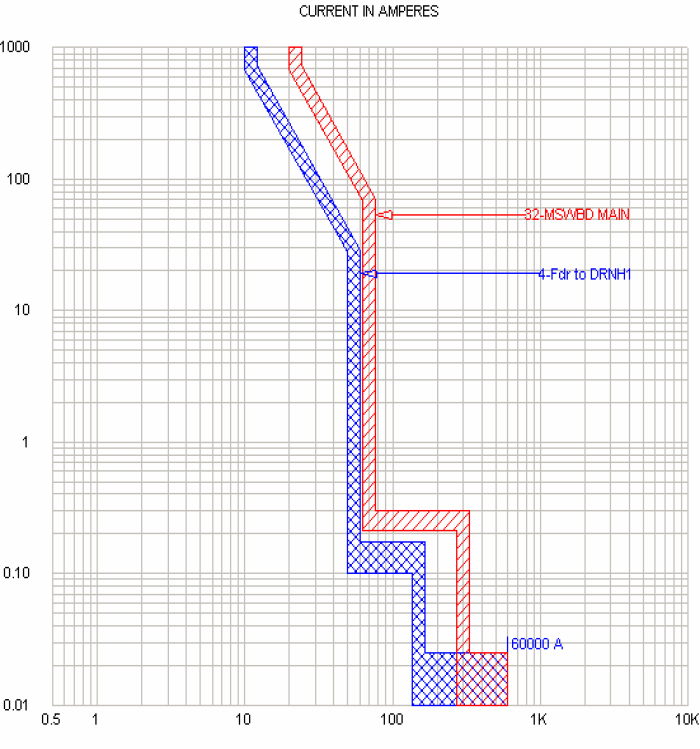 CURRENT IN AMPERES
1000
100
32-MSWBD MAIN
4-Fdr to DRNH1
10
1
0.10
60000 A
0.01
0.5 1 10 100 1K 10K